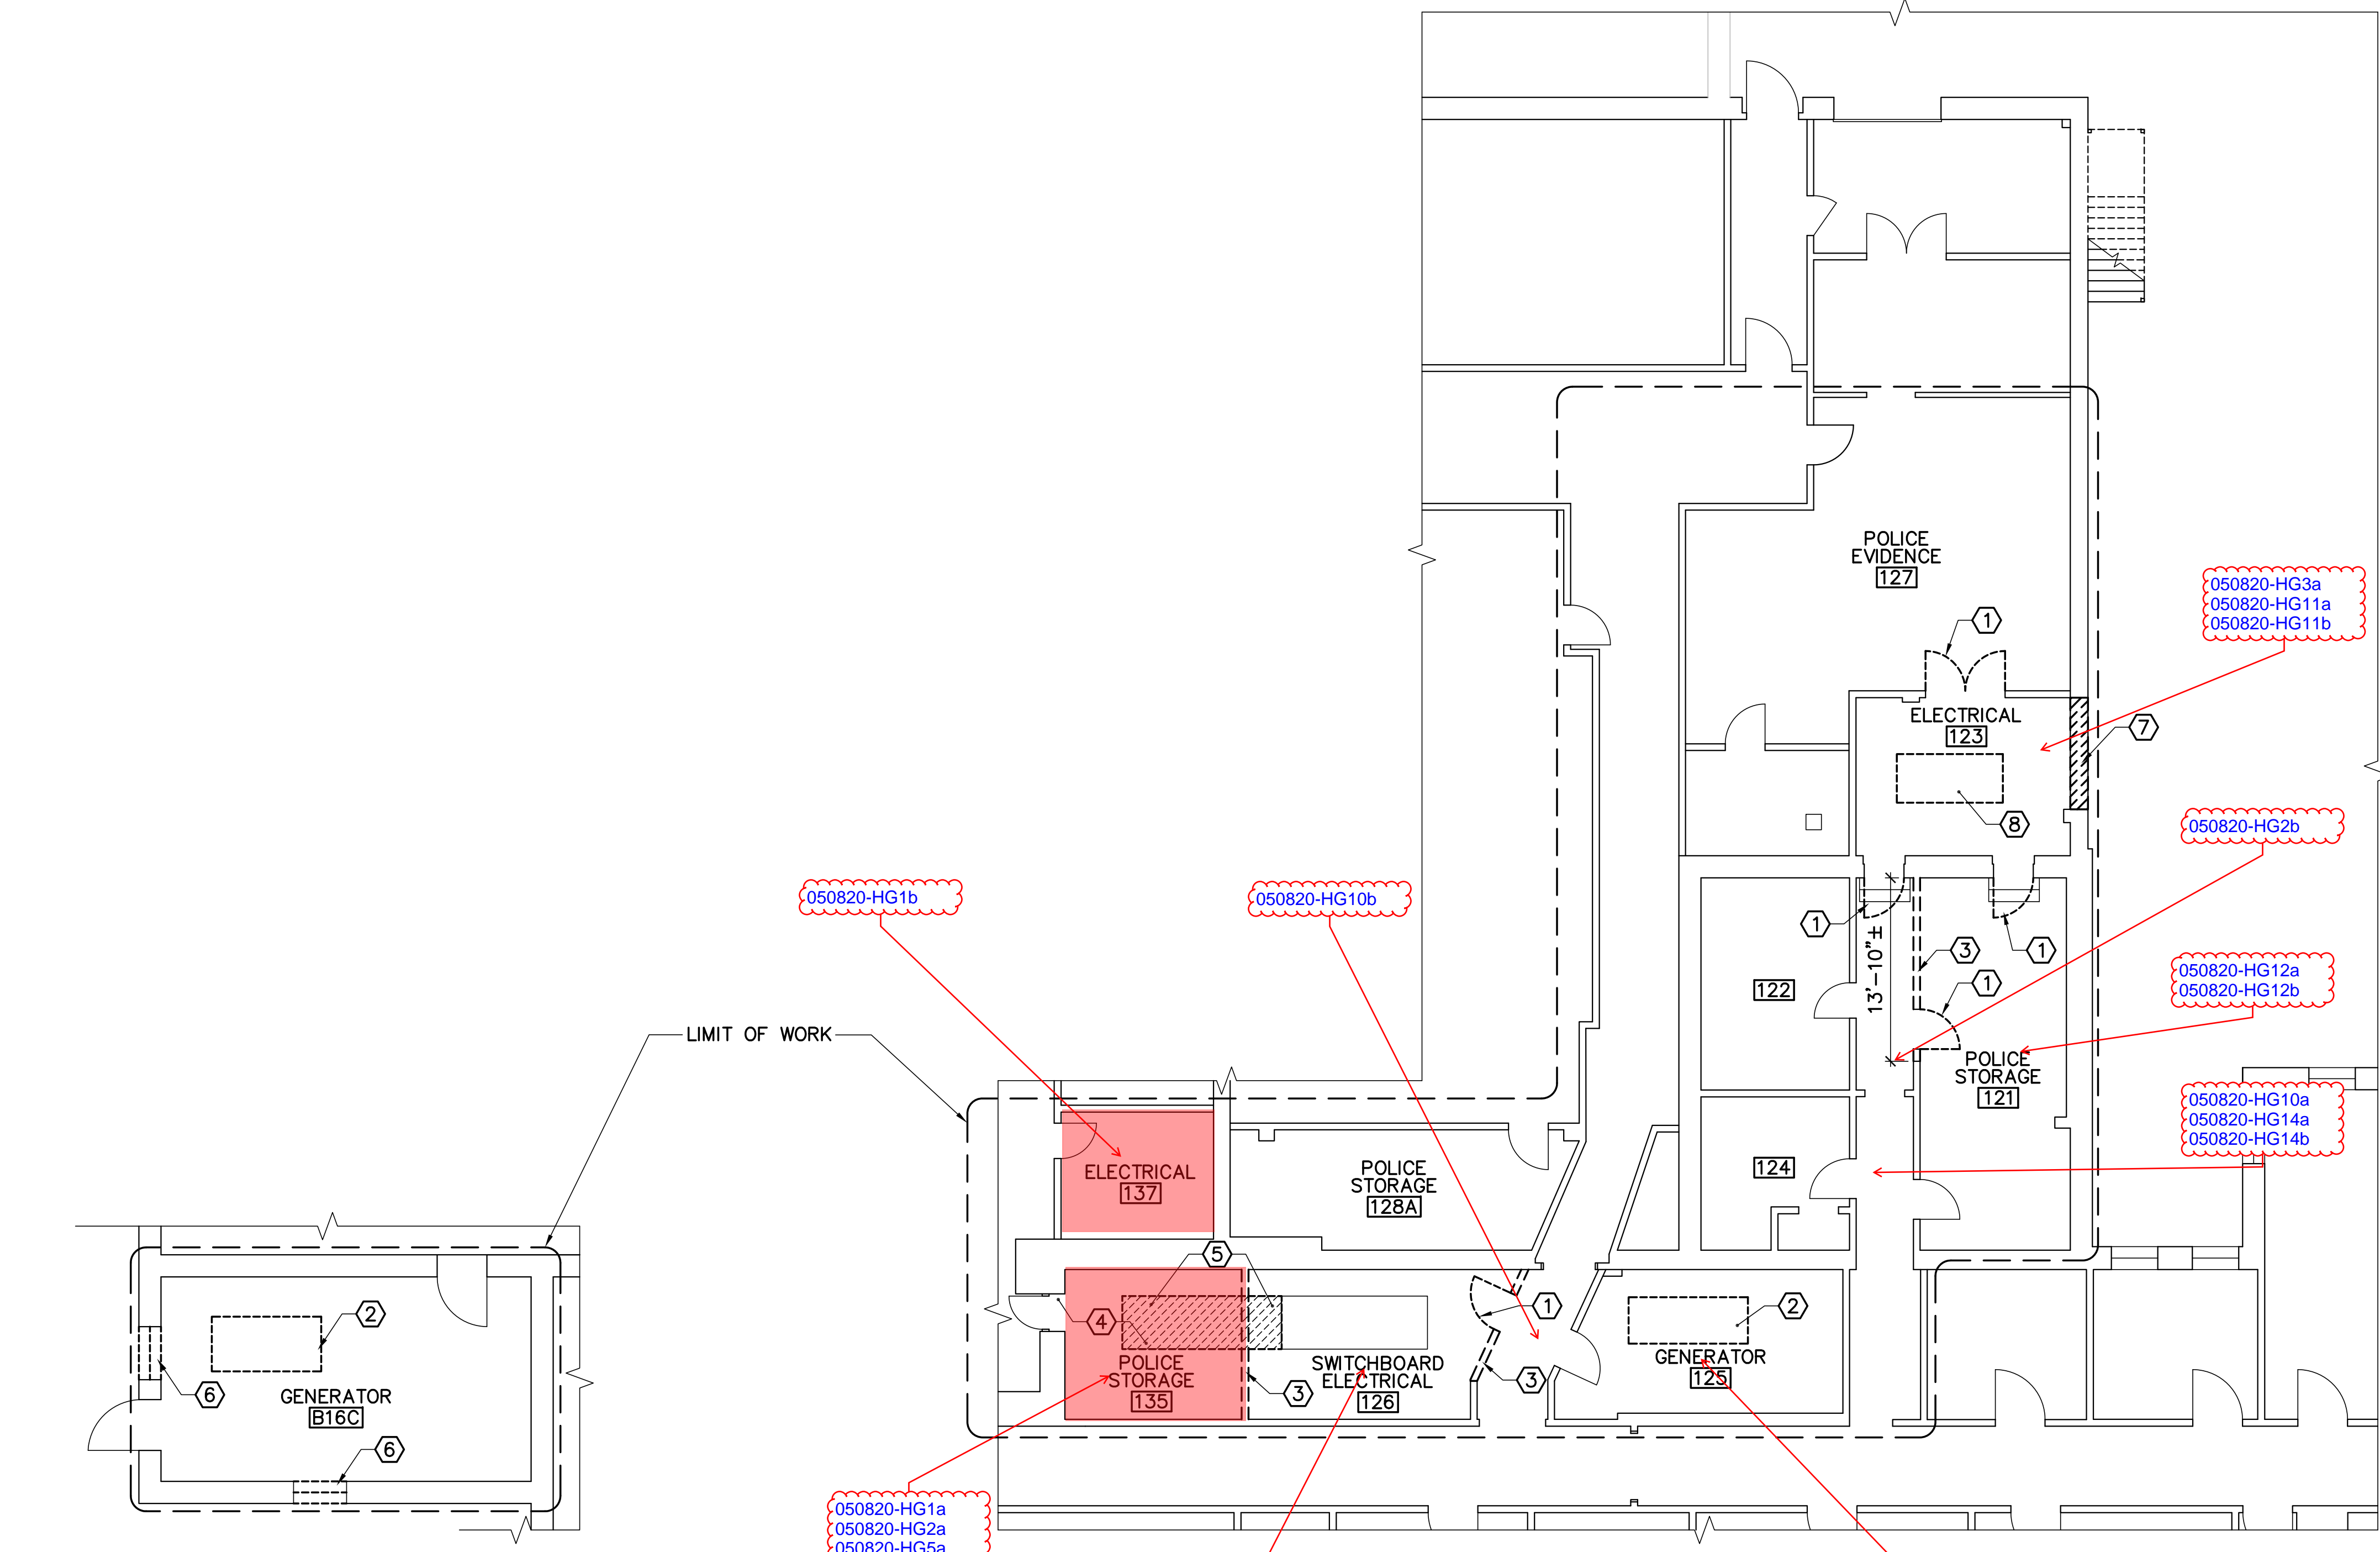 POLICE
EVIDENCE
127
050820-HG3a
050820-HG11a
050820-HG11b
1
ELECTRICAL
123
7
8
050820-HG2b
050820-HG1b
050820-HG10b
1
13'-10"±
3
1
1
122
050820-HG12a
050820-HG12b
LIMIT OF WORK
POLICE
STORAGE
121
050820-HG10a
050820-HG14a
050820-HG14b
ELECTRICAL
137
POLICE
STORAGE
128A
124
5
4
1
2
2
POLICE
STORAGE
135
SWITCHBOARD
ELECTRICAL
126
3
3
GENERATOR
125
GENERATOR
B16C
6
6
050820-HG1a
050820-HG2a
050820-HG5a